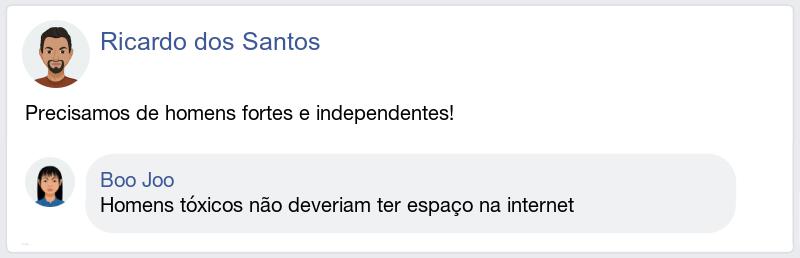 Ricardo dos Santos
Precisamos de homens fortes e independentes!
Boo Joo
Homens tóxicos não deveriam ter espaço na internet